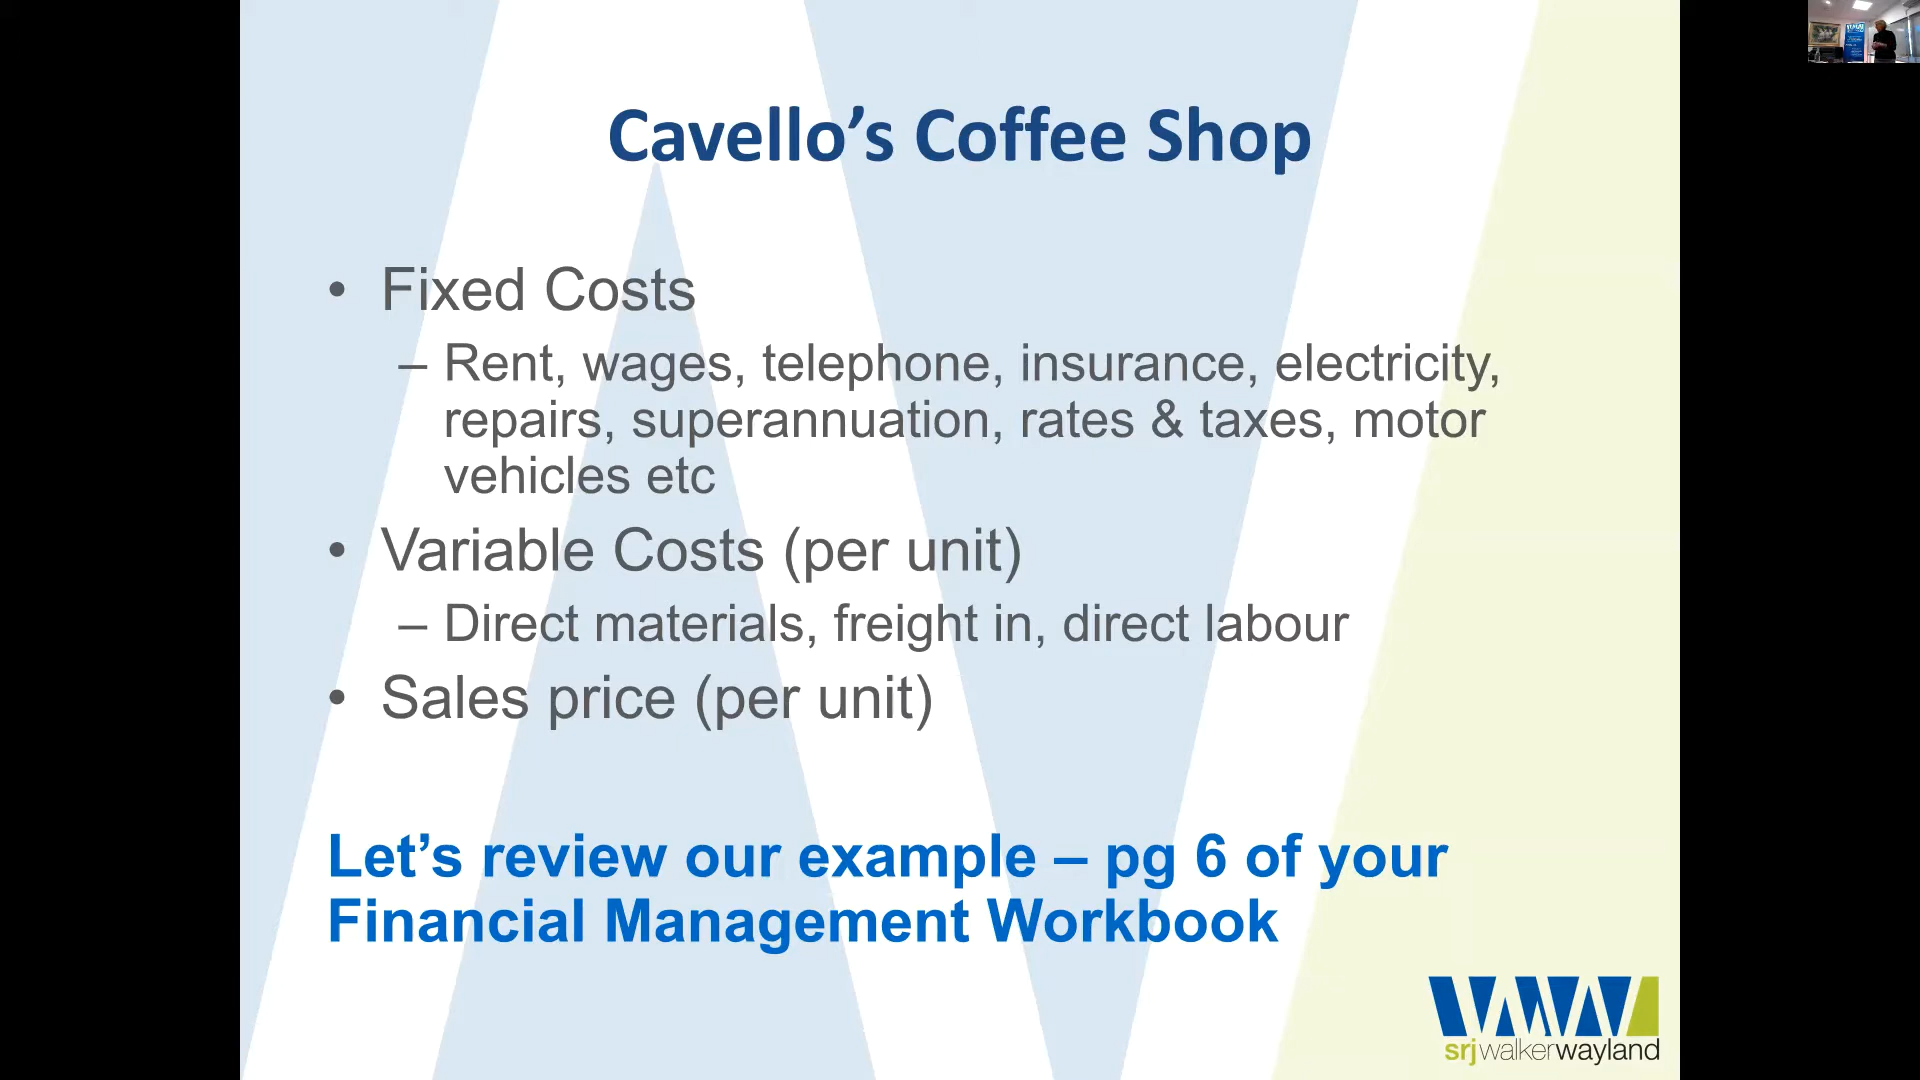 Cavello’s Coffee Shop
• Fixed Costs
– Rent, wages, telephone, insurance, electricity,
repairs, superannuation, rates & taxes, motor
vehicles etc
• Variable Costs (per unit)
– Direct materials, freight in, direct labour
• Sales price (per unit)
Let’s review our example – pg 6 of your
Financial Management Workbook
srjwalkerwayland